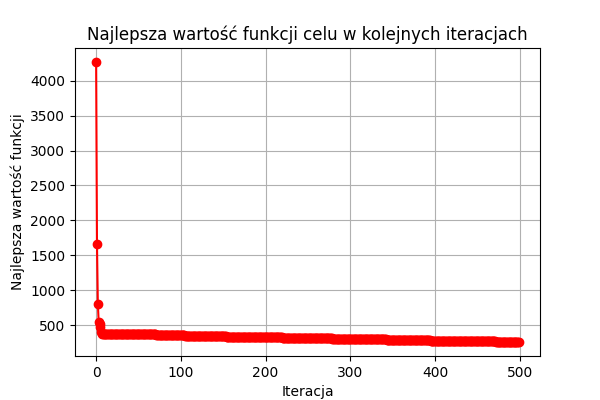 Najlepsza wartość funkcji celu w kolejnych iteracjach
Najlepsza wartość funkcji
4000
3500
3000
2500
2000
1500
1000
500
0 100 200 300 400 500
Iteracja